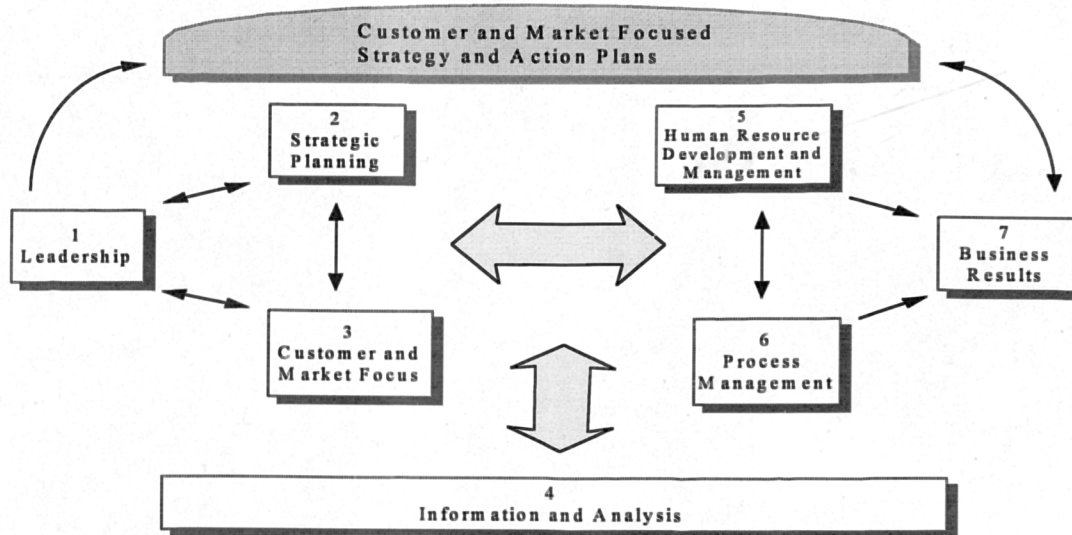 Customer and Market Focused
Strategy and Action Plans
2
Strategic
Planning
5
Human Resource
Development and
Management
1
Leadership
7
Business
Results
3
Customer and
Market Focus
6
Process
Management
4
Information and Analysis